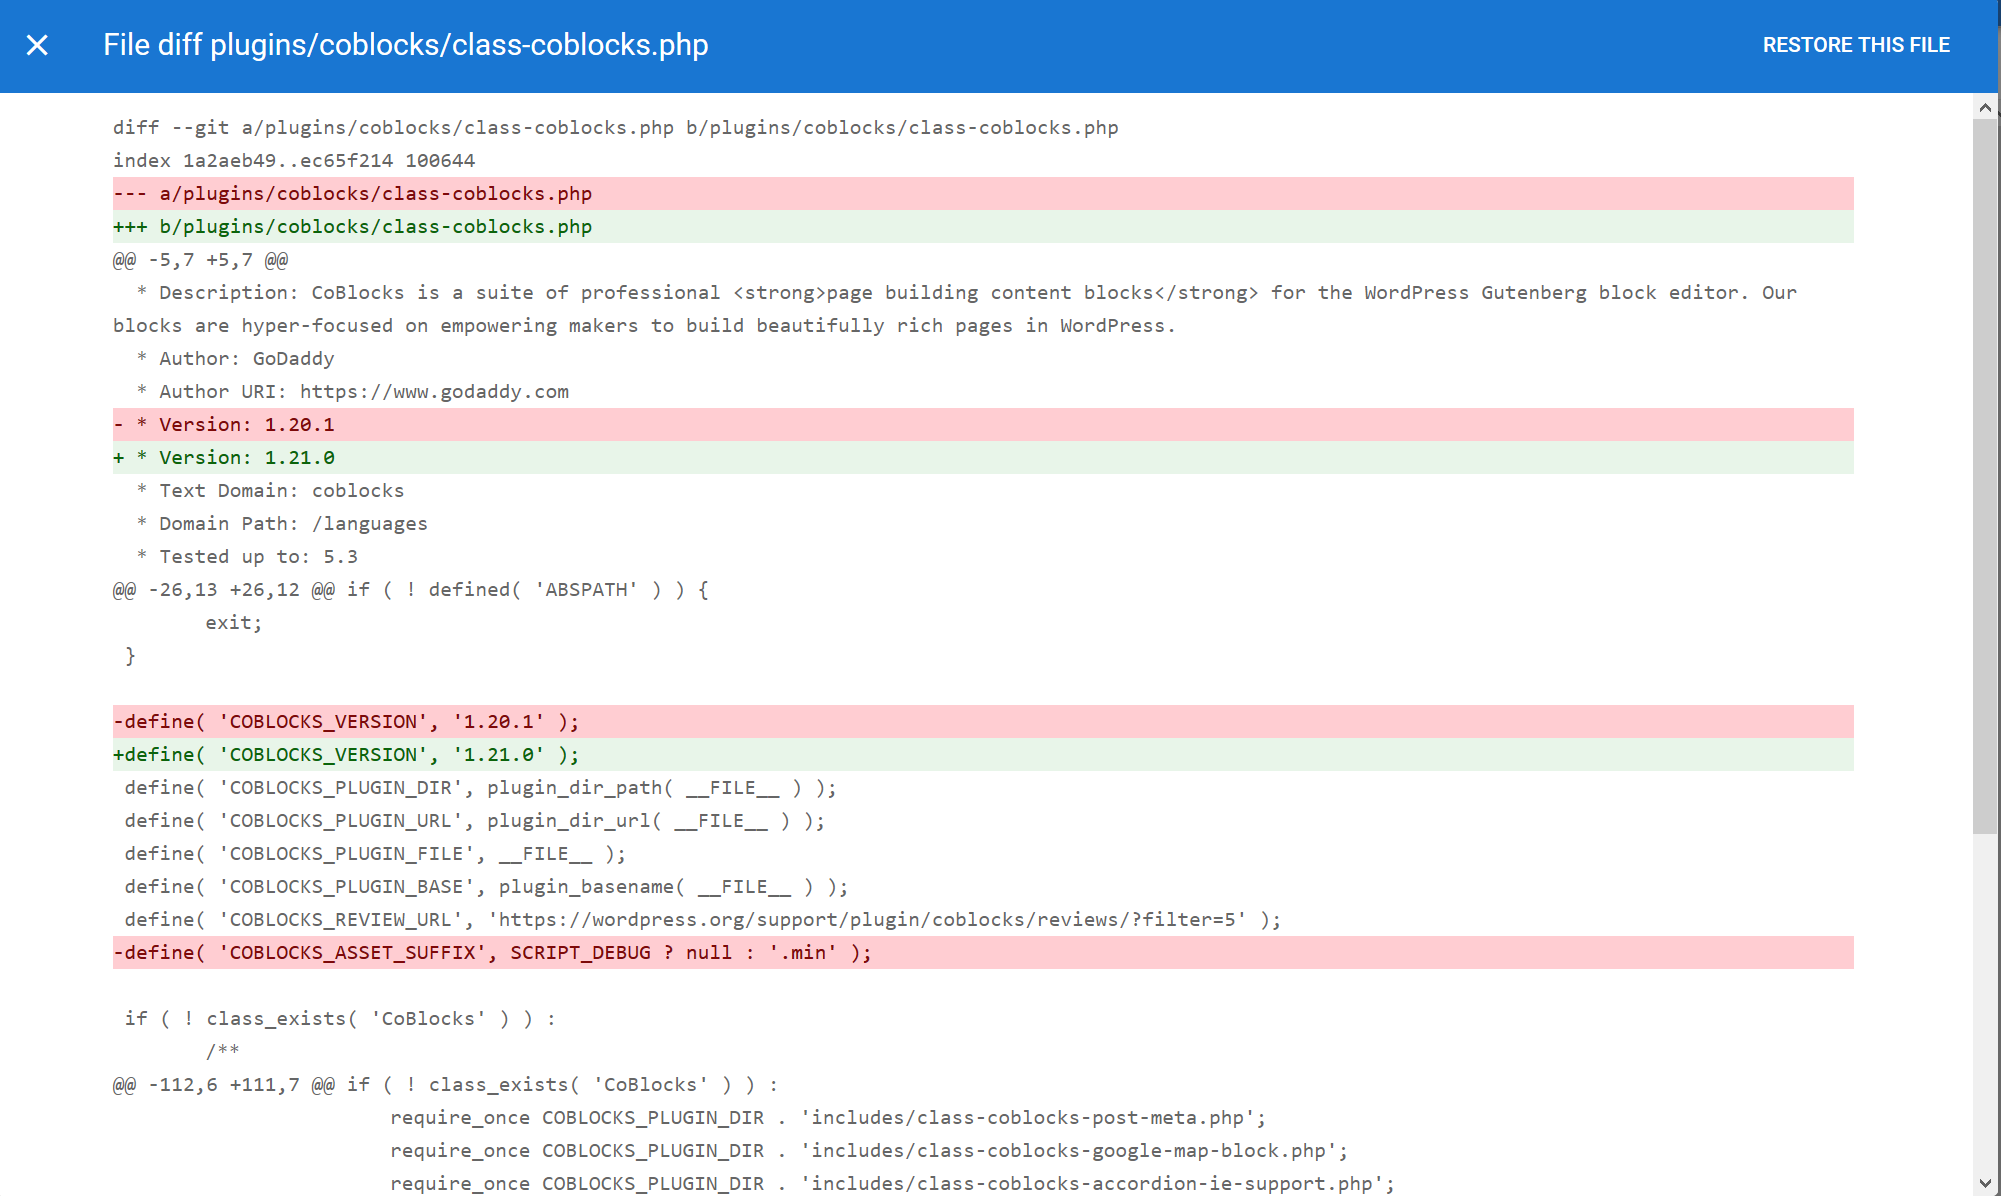 File diff plugins/coblocks/class-coblocks.php
RESTORE THIS FILE
diff --git a/plugins/coblocks/class-coblocks.php b/plugins/coblocks/class-coblocks.php
index 1a2aeb49..ec65f214 100644
--- a/plugins/coblocks/class-coblocks.php
+++ b/plugins/coblocks/class-coblocks.php
@@ -5,7 +5,7 @@
  * Description: CoBlocks is a suite of professional <strong>page building content blocks</strong> for the WordPress Gutenberg block editor. Our
blocks are hyper-focused on empowering makers to build beautifully rich pages in WordPress.
  * Author: GoDaddy
  * Author URI: https://www.godaddy.com
- * Version: 1.20.1
+ * Version: 1.21.0
  * Text Domain: coblocks
  * Domain Path: /languages
  * Tested up to: 5.3
@@ -26,13 +26,12 @@ if ( ! defined( 'ABSPATH' ) ) {
        exit;
 }
-define( 'COBLOCKS_VERSION', '1.20.1' );
+define( 'COBLOCKS_VERSION', '1.21.0' );
 define( 'COBLOCKS_PLUGIN_DIR', plugin_dir_path( __FILE__ ) );
 define( 'COBLOCKS_PLUGIN_URL', plugin_dir_url( __FILE__ ) );
 define( 'COBLOCKS_PLUGIN_FILE', __FILE__ );
 define( 'COBLOCKS_PLUGIN_BASE', plugin_basename( __FILE__ ) );
 define( 'COBLOCKS_REVIEW_URL', 'https://wordpress.org/support/plugin/coblocks/reviews/?filter=5' );
-define( 'COBLOCKS_ASSET_SUFFIX', SCRIPT_DEBUG ? null : '.min' );
 if ( ! class_exists( 'CoBlocks' ) ) :
        /**
@@ -112,6 +111,7 @@ if ( ! class_exists( 'CoBlocks' ) ) :
                        require_once COBLOCKS_PLUGIN_DIR . 'includes/class-coblocks-post-meta.php';
                        require_once COBLOCKS_PLUGIN_DIR . 'includes/class-coblocks-google-map-block.php';
                        require_once COBLOCKS_PLUGIN_DIR . 'includes/class-coblocks-accordion-ie-support.php';